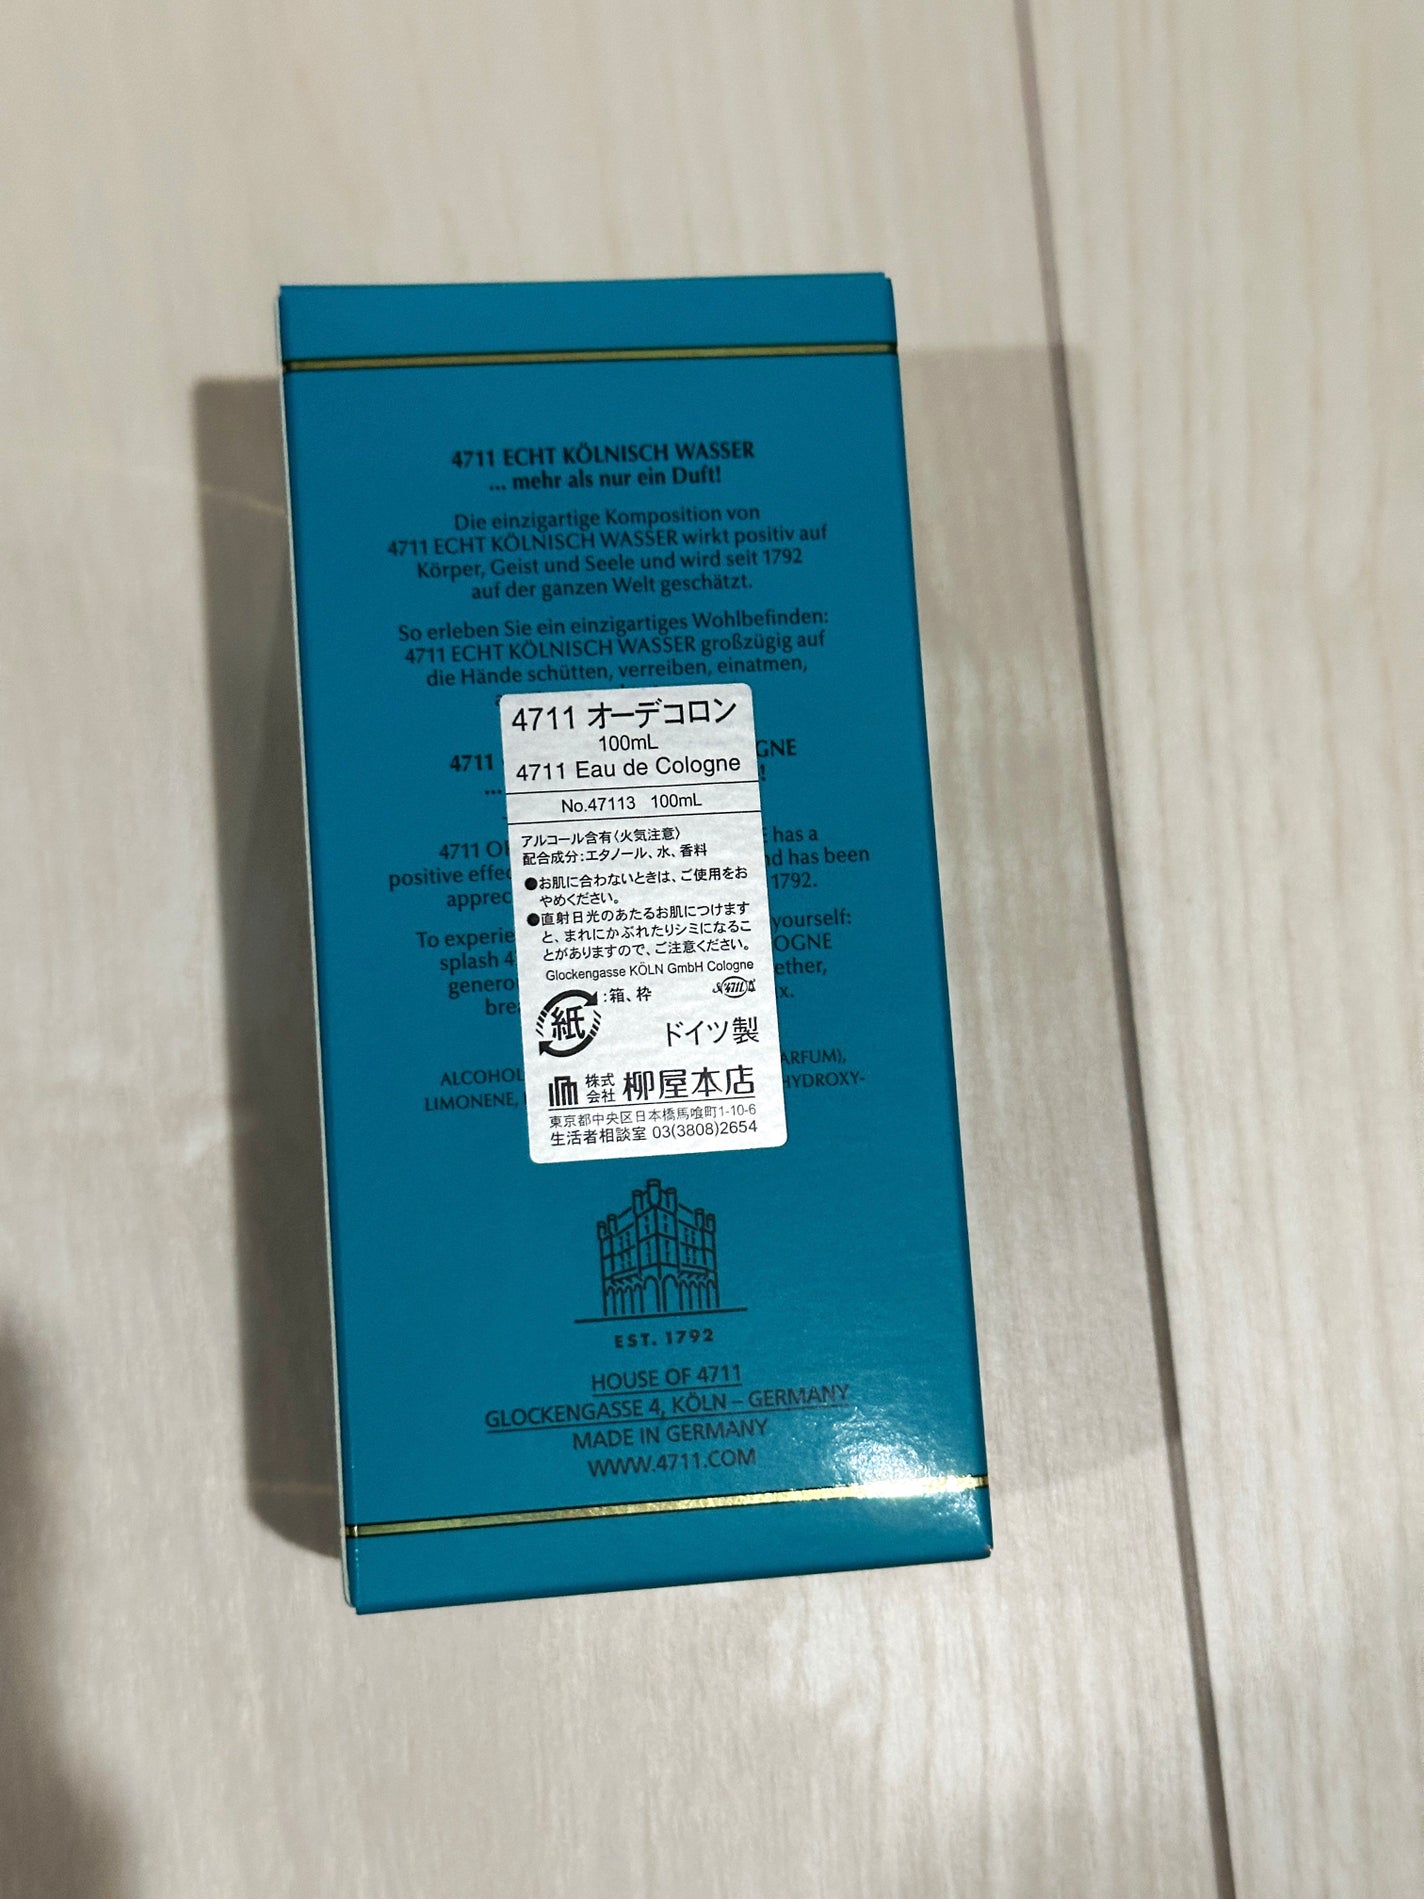 4711 ECHT KÖLNISCH WASSER
... mehr als nur ein Duft!
Die einzigartige Komposition von
4711 ECHT KÖLNISCH WASSER wirkt positiv auf
Körper, Geist und Seele und wird seit 1792
auf der ganzen Welt geschätzt.
So erleben Sie ein einzigartiges Wohlbefinden:
4711 ECHT KÖLNISCH WASSER großzügig auf
die Hände schütten, verreiben, einatmen,
4711 オーデコロン
100mL
4711 Eau de Cologne
No.47113 100mL
アルコール含有〈火気注意〉
配合成分:エタノール、水、香料
●お肌に合わないときは、ご使用をお
やめください。
●直射日光のあたるお肌につけます
と、まれにかぶれたりシミになるこ
とがありますので、ご注意ください。
Glockengasse KÖLN GmbH Cologne
紙
:箱、枠
4711
ドイツ製
株式会社 柳屋本店
東京都中央区日本橋馬喰町1-10-6
生活者相談室 03(3808)2654
4711
...
4711
has a
positive
has been
1792.
To
yourself:
splash
ALCOHOL
LIMONENE,
HYDROXY-
EST. 1792
HOUSE OF 4711
GLOCKENGASSE 4, KÖLN – GERMANY
MADE IN GERMANY
WWW.4711.COM